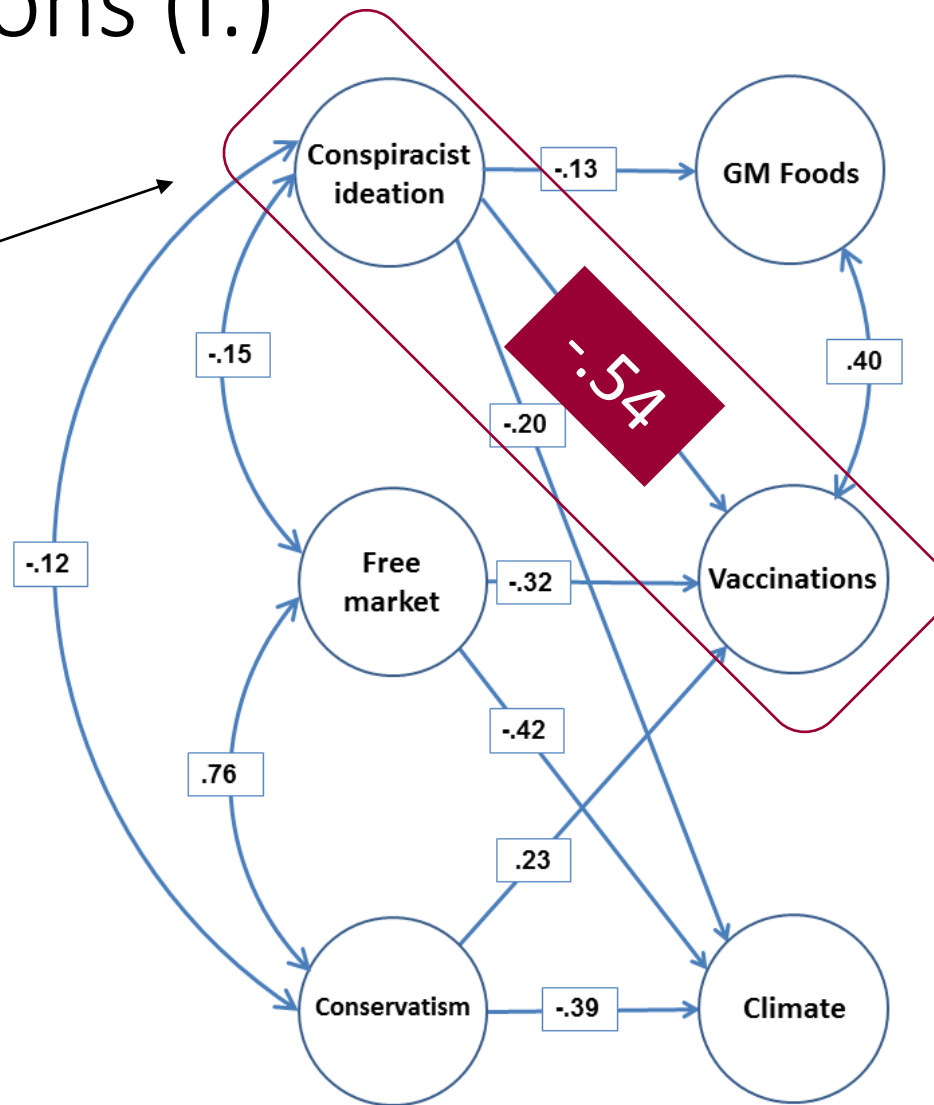 ons (f.)
Conspiracist
ideation
-.13
GM Foods
-.15
-.54
.40
-.20
-.12
Free
market
-.32
Vaccinations
-.42
.76
.23
Conservatism
-.39
Climate